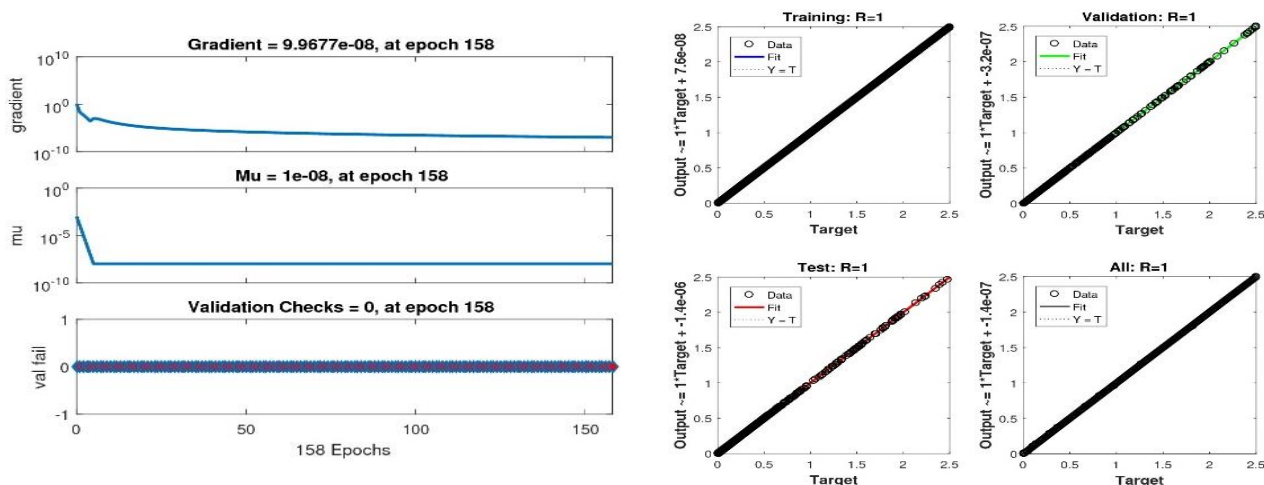 Gradient = 9.9677e-08, at epoch 158
gradient
10^10
10^0
10^-10
Mu = 1e-08, at epoch 158
mu
10^0
10^-5
10^-10
Validation Checks = 0, at epoch 158
val fail
1
0
-1
0 50 100 150
158 Epochs
Training: R=1
Output ~= 1*Target + 7.6e-08
2.5
2
1.5
1
0.5
0
Data
Fit
Y = T
0 0.5 1 1.5 2 2.5
Target
Validation: R=1
Output ~= 1*Target + -3.2e-07
2.5
2
1.5
1
0.5
0
Data
Fit
Y = T
0 0.5 1 1.5 2 2.5
Target
Test: R=1
Output ~= 1*Target + -1.4e-06
2.5
2
1.5
1
0.5
0
Data
Fit
Y = T
0 0.5 1 1.5 2 2.5
Target
All: R=1
Output ~= 1*Target + -1.4e-07
2.5
2
1.5
1
0.5
0
Data
Fit
Y = T
0 0.5 1 1.5 2 2.5
Target